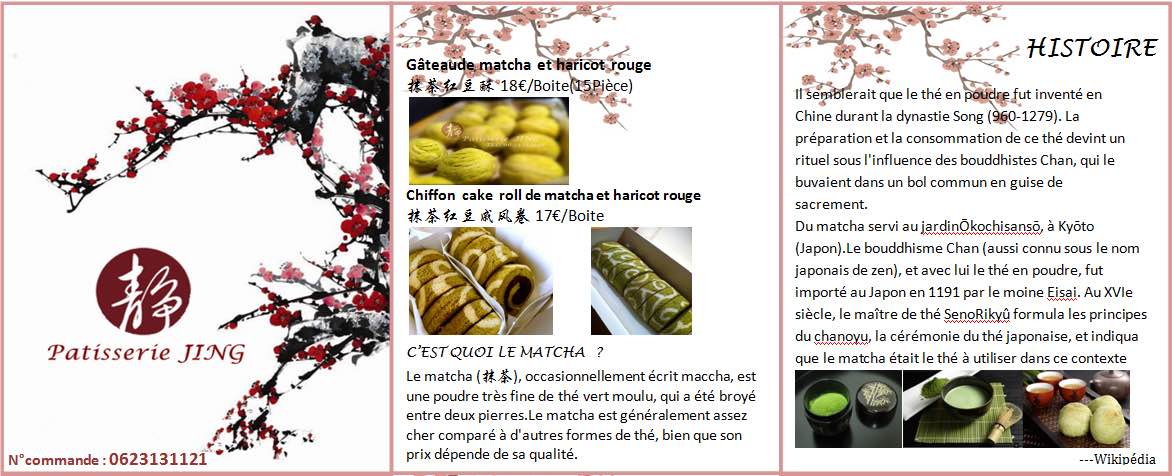 静
Patisserie JING
N°commande : 0623131121
Gâteaude matcha et haricot rouge
抹茶红豆酥 18€/Boite(15Pièce)
静 Patisserie JING
Chiffon cake roll de matcha et haricot rouge
抹茶红豆戚风卷 17€/Boite
C'EST QUOI LE MATCHA ?
Le matcha (抹茶), occasionnellement écrit maccha, est
une poudre très fine de thé vert moulu, qui a été broyé
entre deux pierres.Le matcha est généralement assez
cher comparé à d'autres formes de thé, bien que son
prix dépende de sa qualité.
HISTOIRE
Il semblerait que le thé en poudre fut inventé en
Chine durant la dynastie Song (960-1279). La
préparation et la consommation de ce thé devint un
rituel sous l'influence des bouddhistes Chan, qui le
buvaient dans un bol commun en guise de
sacrement.
Du matcha servi au jardinŌkochisansō, à Kyōto
(Japon).Le bouddhisme Chan (aussi connu sous le nom
japonais de zen), et avec lui le thé en poudre, fut
importé au Japon en 1191 par le moine Eisai. Au XVIe
siècle, le maître de thé SenoRikyû formula les principes
du chanoyu, la cérémonie du thé japonaise, et indiqua
que le matcha était le thé à utiliser dans ce contexte
---Wikipédia